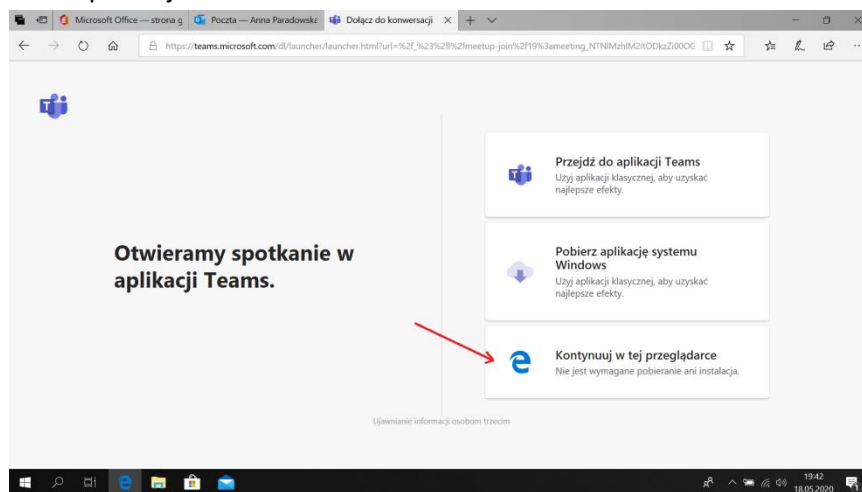 Microsoft Office — strona g
Poczta — Anna Paradowska
Dołącz do konwersacji
https://teams.microsoft.com/dl/launcher/launcher.html?url=%2f_%23%2fl%2fmeetup-join%2f19%3ameeting_NTNlMzhlM2ItODkzZi00OG
Przejdź do aplikacji Teams
Użyj aplikacji klasycznej, aby uzyskać
najlepsze efekty.
Otwieramy spotkanie w
aplikacji Teams.
Pobierz aplikację systemu
Windows
Użyj aplikacji klasycznej, aby uzyskać
najlepsze efekty.
Kontynuuj w tej przeglądarce
Nie jest wymagane pobieranie ani instalacja.
Ujawnianie informacji osobom trzecim
19:42
18.05.2020